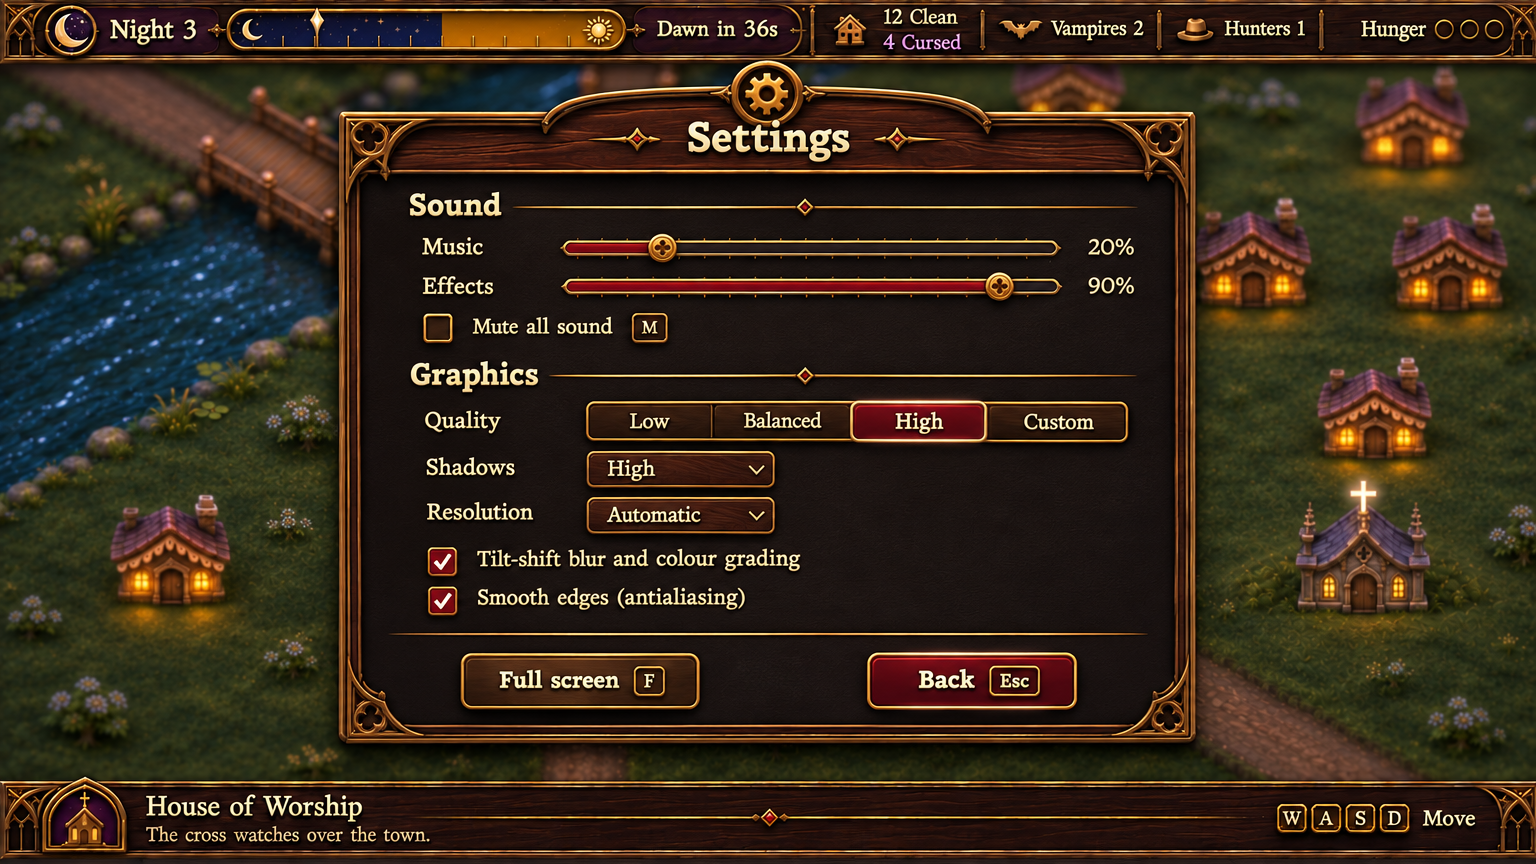 Night 3
Dawn in 36s
12 Clean
4 Cursed
Vampires 2
Hunters 1
Hunger
Settings
Sound
Music 20%
Effects 90%
Mute all sound M
Graphics
Quality Low Balanced High Custom
Shadows High
Resolution Automatic
Tilt-shift blur and colour grading
Smooth edges (antialiasing)
Full screen F
Back Esc
House of Worship
The cross watches over the town.
W A S D Move